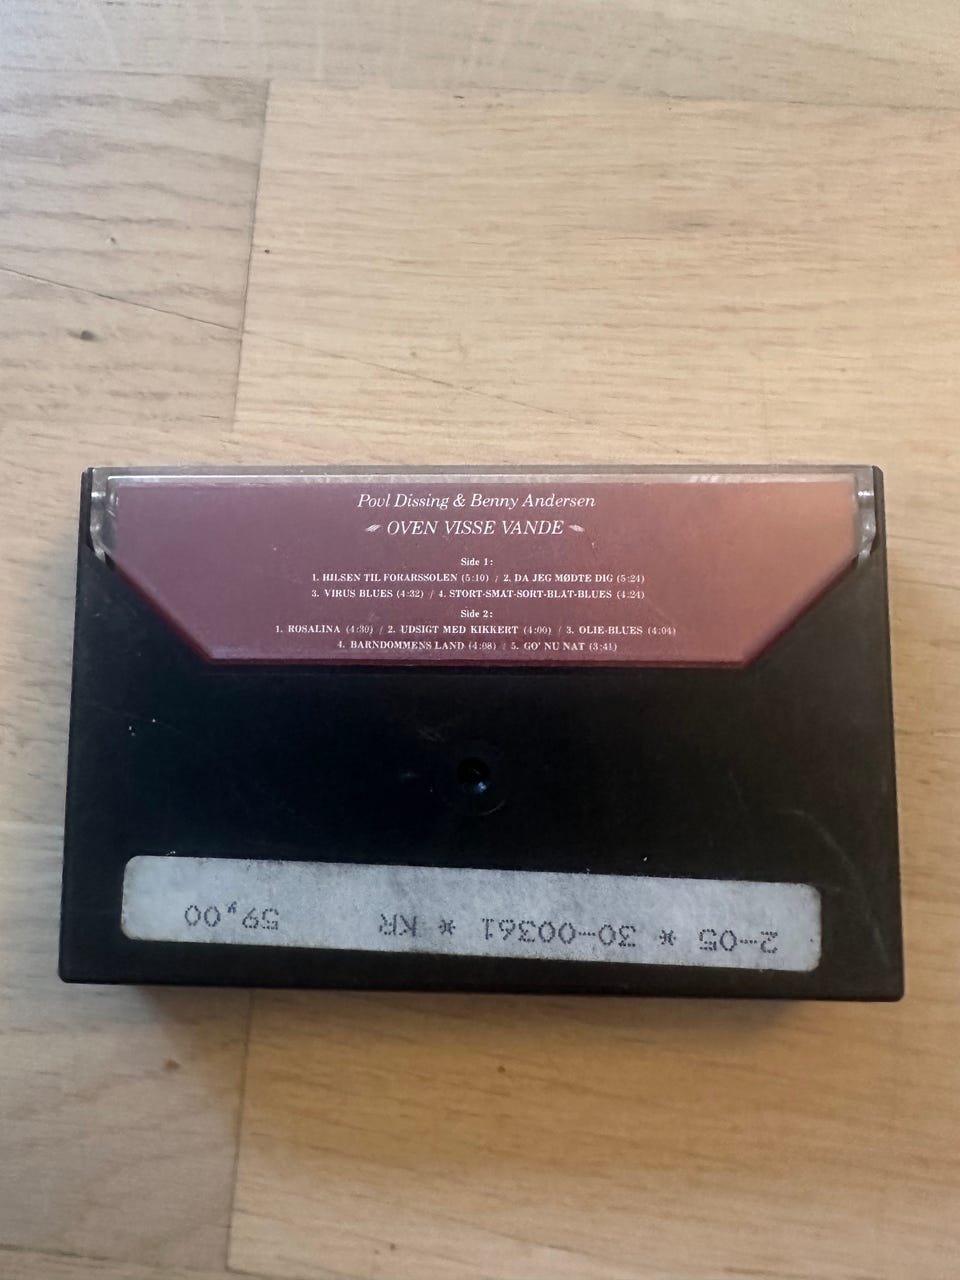 Povl Dissing & Benny Andersen
OVEN VISSE VANDE
Side 1:
1. HILSEN TIL FORÅRSSOLEN (5:10) / 2. DA JEG MØDTE DIG (5:24)
3. VIRUS BLUES (4:32) / 4. STORT-SMÅT-SORT-BLÅT-BLUES (4:24)
Side 2:
1. ROSALINA (4:30) / 2. UDSIGT MED KIKKERT (4:00) / 3. OLIE-BLUES (4:04)
4. BARNDOMMENS LAND (4:08) / 5. GO' NU NAT (3:41)
2-05 * 30-00361 * KR 59,00